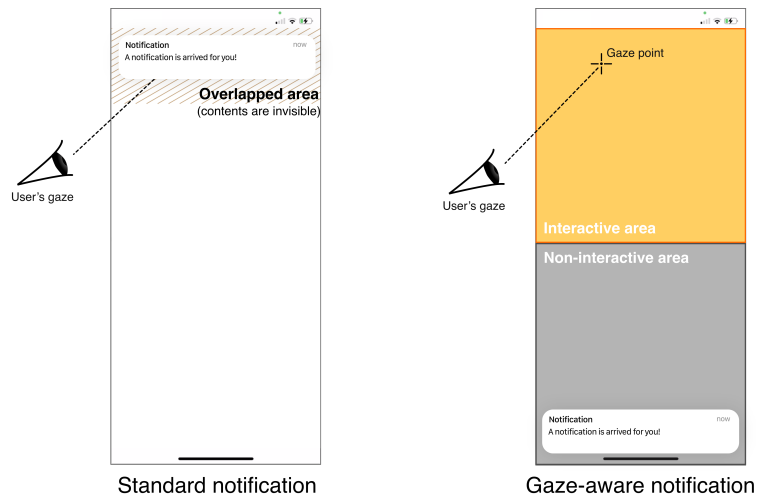 Notification now
A notification is arrived for you!
Overlapped area
(contents are invisible)
User's gaze
Standard notification
Gaze point
User's gaze
Interactive area
Non-interactive area
Notification now
A notification is arrived for you!
Gaze-aware notification